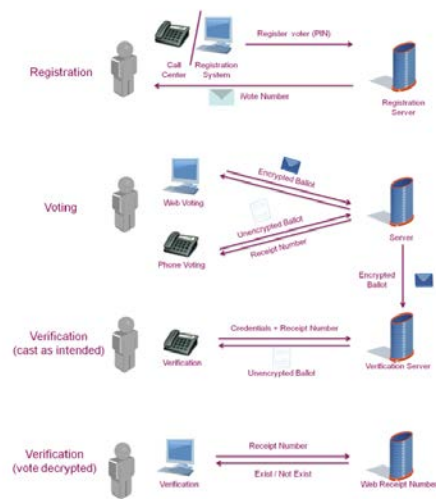 Register voter (PIN)
Call
Center
Registration
System
Registration
iVote Number
Registration
Server
Encrypted
Ballot
Web Voting
Voting
Unencrypted Ballot
Receipt Number
Phone Voting
Server
Encrypted
Ballot
Verification
(cast as intended)
Credentials + Receipt Number
Verification
Unencrypted Ballot
Verification Server
Verification
(vote decrypted)
Receipt Number
Verification
Exist / Not Exist
Web Receipt Number